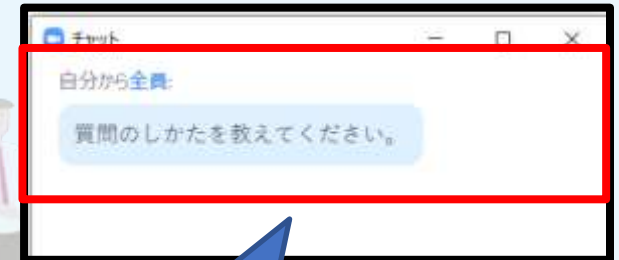 チャット
自分から全員:
質問のしかたを教えてください。